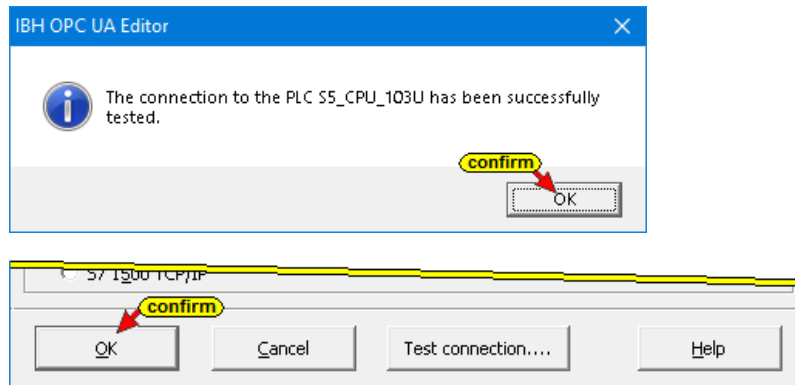 IBH OPC UA Editor
The connection to the PLC S5_CPU_103U has been successfully
tested.
confirm
OK
S7 1500 TCP/IP
confirm
OK
Cancel
Test connection....
Help